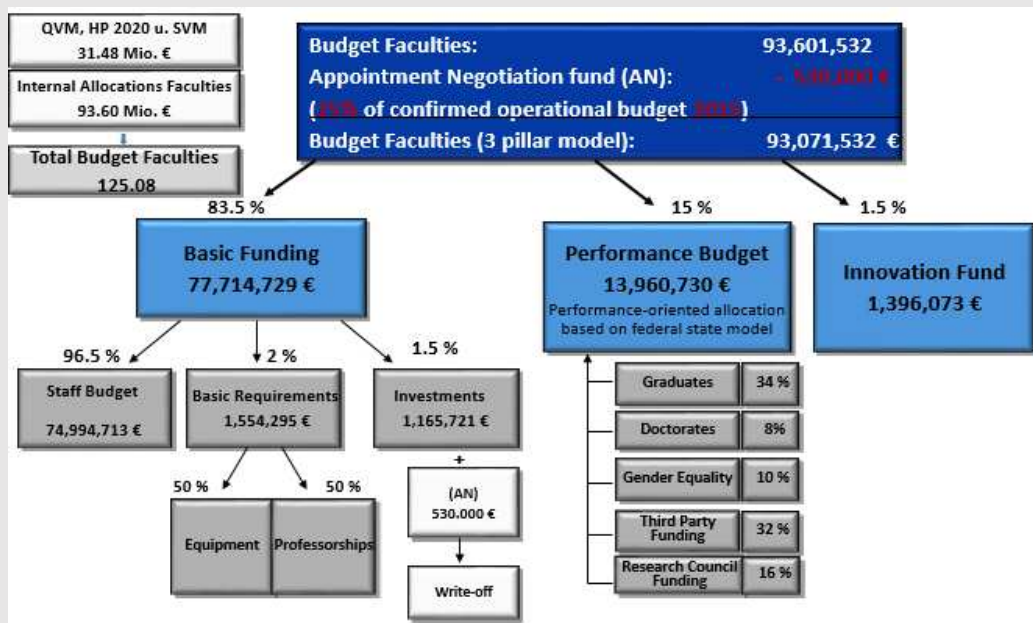 QVM, HP 2020 u. SVM
31.48 Mio. €
Internal Allocations Faculties
93.60 Mio. €
Total Budget Faculties
125.08
Budget Faculties: 93,601,532
Appointment Negotiation fund (AN): - 530,000 €
(25% of confirmed operational budget 2015)
Budget Faculties (3 pillar model): 93,071,532 €
83.5 %
15 %
1.5 %
Basic Funding
77,714,729 €
Performance Budget
13,960,730 €
Performance-oriented allocation
based on federal state model
Innovation Fund
1,396,073 €
96.5 %
2 %
1.5 %
Staff Budget
74,994,713 €
Basic Requirements
1,554,295 €
Investments
1,165,721 €
+
(AN)
530.000 €
Write-off
50 %
50 %
Equipment
Professorships
Graduates 34 %
Doctorates 8%
Gender Equality 10 %
Third Party
Funding 32 %
Research Council
Funding 16 %